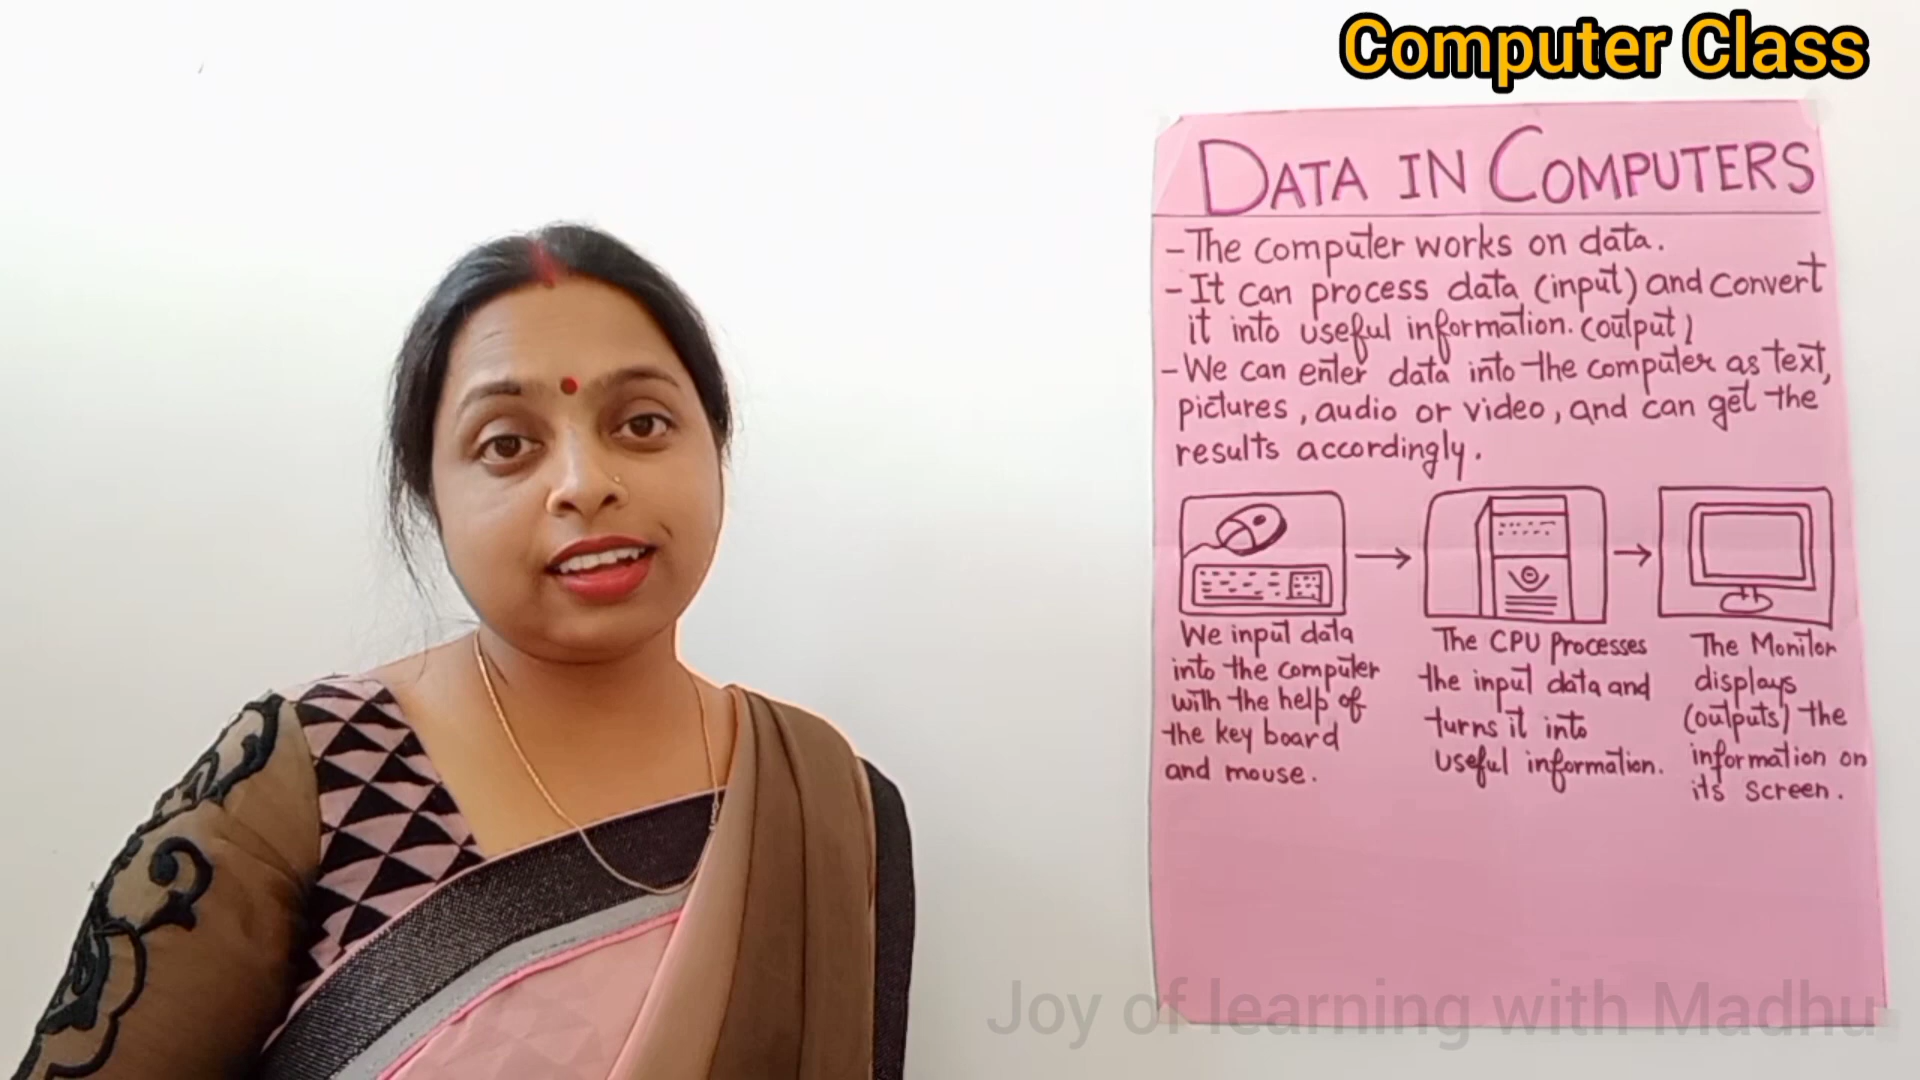 Computer Class
DATA IN COMPUTERS
- The computer works on data.
- It can process data (input) and convert
it into useful information. (output)
- We can enter data into the computer as text,
pictures, audio or video, and can get the
results accordingly.
We input data
into the computer
with the help of
the key board
and mouse.
The CPU Processes
the input data and
turns it into
useful information.
The Monitor
displays
(outputs) the
information on
its screen.
Joy of learning with Madhu